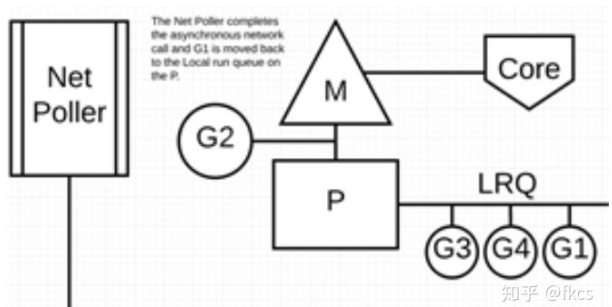 The Net Poller completes
the asynchronous network
call and G1 is moved back
to the Local run queue on
the P.
Net
Poller
M
Core
G2
P
LRQ
G3
G4
G1
知乎 @fkcs